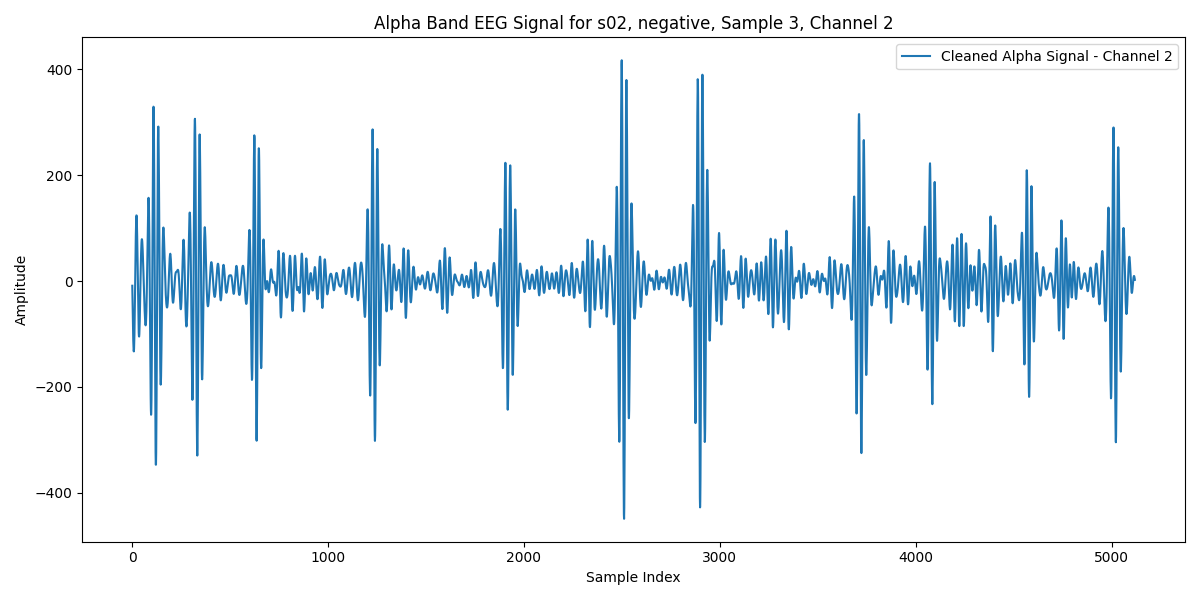 Alpha Band EEG Signal for s02, negative, Sample 3, Channel 2
Cleaned Alpha Signal - Channel 2
Amplitude
400
200
0
−200
−400
0 1000 2000 3000 4000 5000
Sample Index